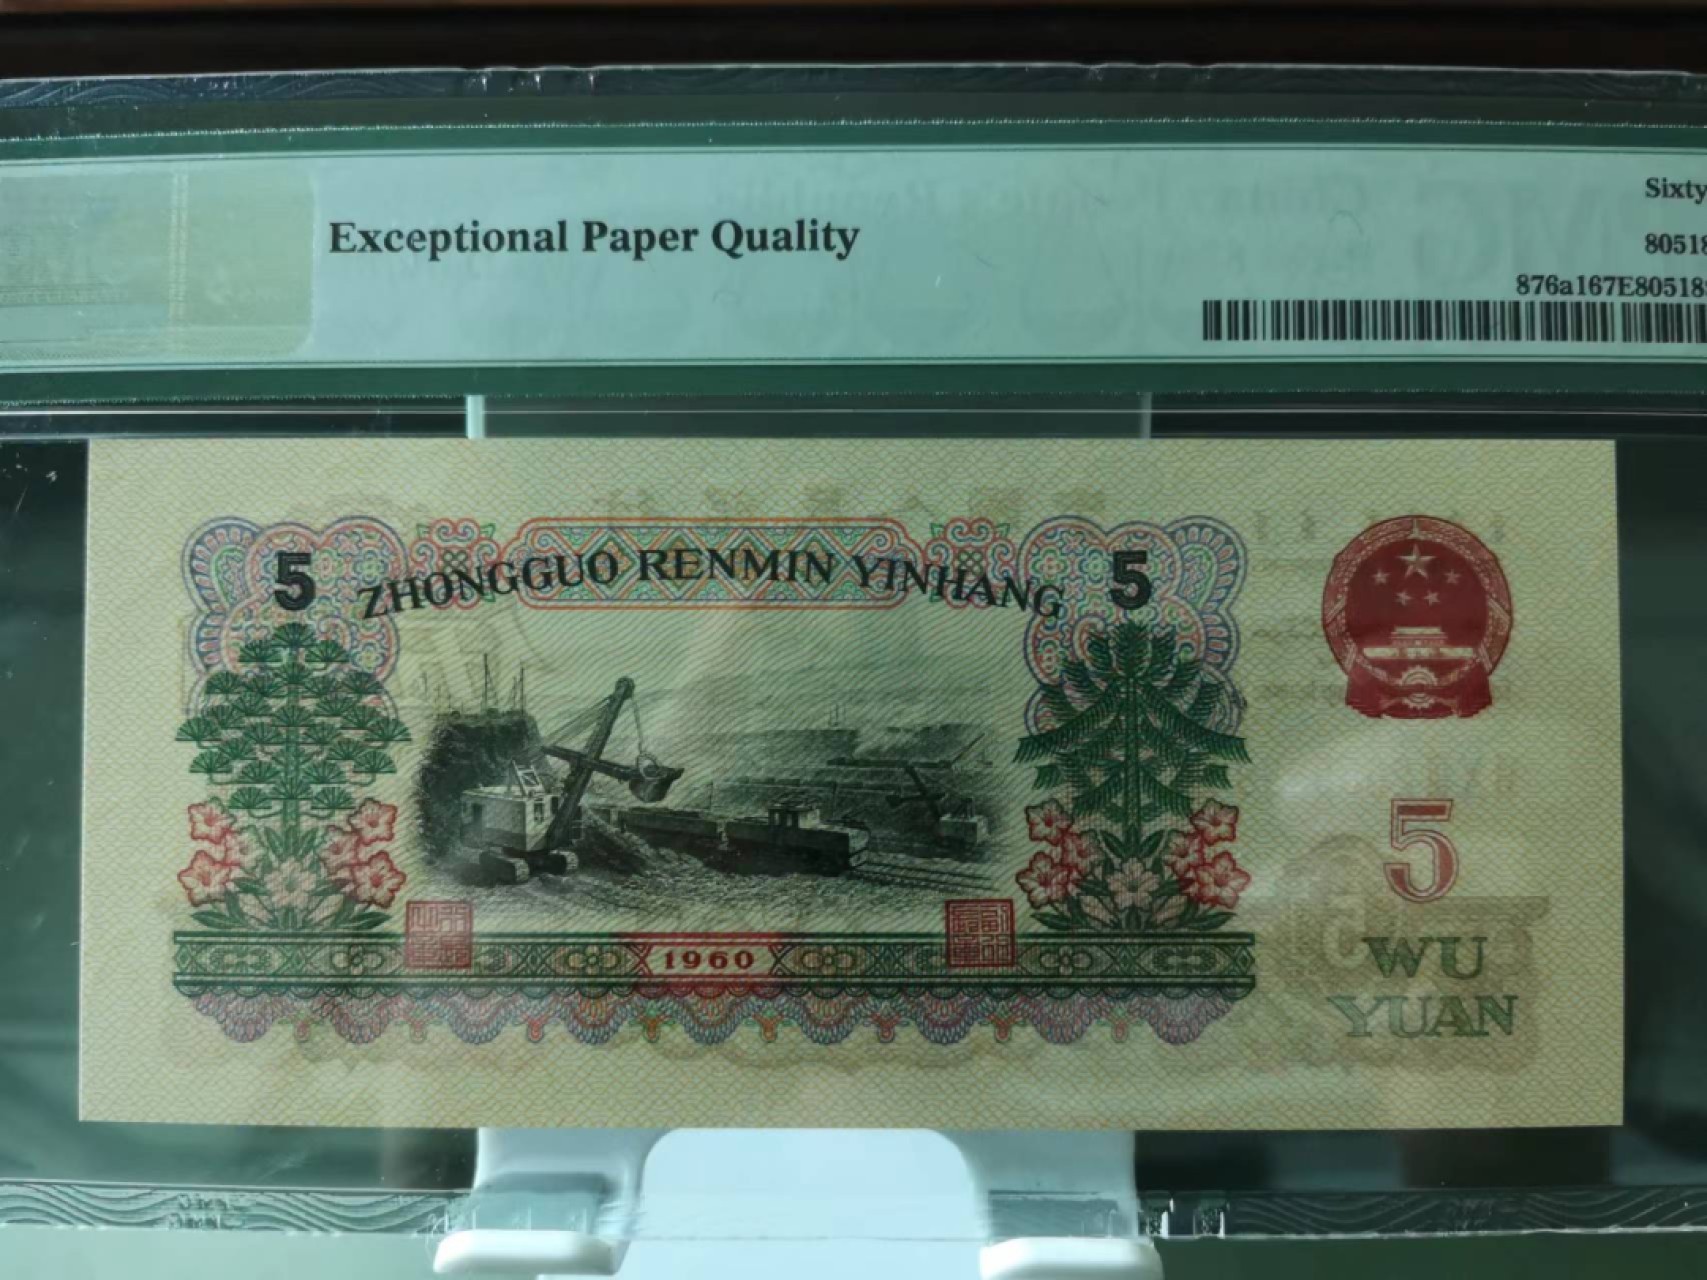 Exceptional Paper Quality
Sixty
80518
876a167E80518
5 ZHONGGUO RENMIN YINHANG 5
5
1960
WU
YUAN